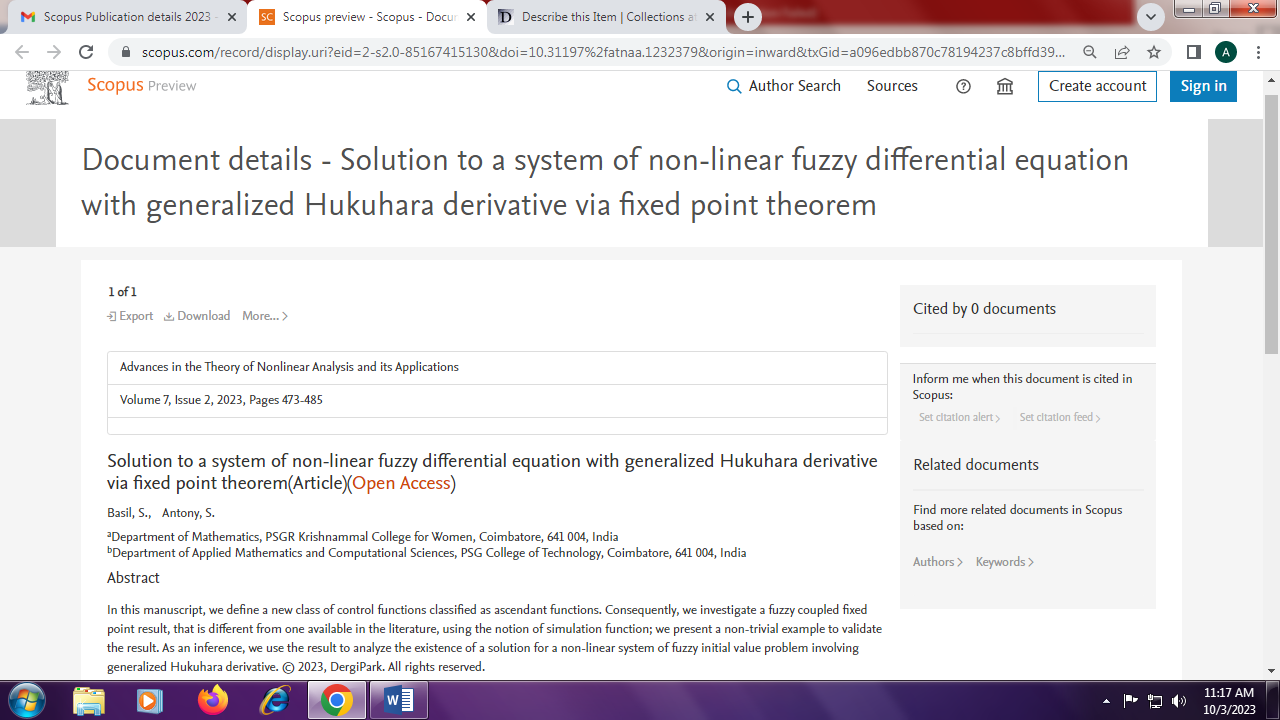 Scopus Publication details 2023 -
Scopus preview - Scopus - Docu
Describe this Item | Collections a
scopus.com/record/display.uri?eid=2-s2.0-85167415130&doi=10.31197%2fatnaa.1232379&origin=inward&txGid=a096edbb870c78194237c8bffd39...
A
Scopus Preview
Author Search
Sources
Create account
Sign in
Document details - Solution to a system of non-linear fuzzy differential equation
with generalized Hukuhara derivative via fixed point theorem
1 of 1
Export
Download
More...
Advances in the Theory of Nonlinear Analysis and its Applications
Volume 7, Issue 2, 2023, Pages 473-485
Solution to a system of non-linear fuzzy differential equation with generalized Hukuhara derivative
via fixed point theorem(Article)(Open Access)
Basil, S., Antony, S.
aDepartment of Mathematics, PSGR Krishnammal College for Women, Coimbatore, 641 004, India
bDepartment of Applied Mathematics and Computational Sciences, PSG College of Technology, Coimbatore, 641 004, India
Abstract
In this manuscript, we define a new class of control functions classified as ascendant functions. Consequently, we investigate a fuzzy coupled fixed
point result, that is different from one available in the literature, using the notion of simulation function; we present a non-trivial example to validate
the result. As an inference, we use the result to analyze the existence of a solution for a non-linear system of fuzzy initial value problem involving
generalized Hukuhara derivative. © 2023, DergiPark. All rights reserved.
Cited by 0 documents
Inform me when this document is cited in
Scopus:
Set citation alert
Set citation feed
Related documents
Find more related documents in Scopus
based on:
Authors
Keywords
11:17 AM
10/3/2023